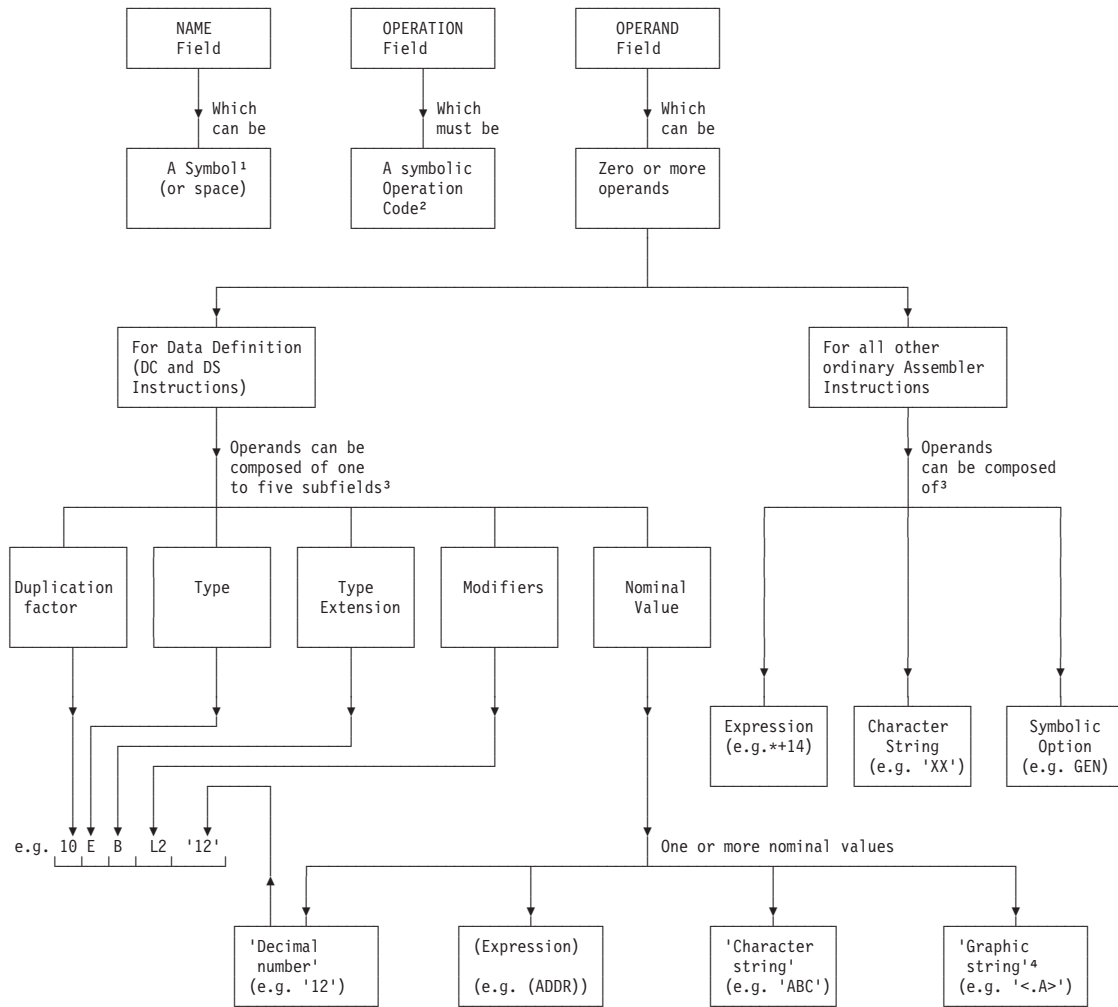 NAME
Field
OPERATION
Field
OPERAND
Field
Which
can be
Which
must be
Which
can be
A Symbol¹
(or space)
A symbolic
Operation
Code²
Zero or more
operands
For Data Definition
(DC and DS
Instructions)
For all other
ordinary Assembler
Instructions
Operands can be
composed of one
to five subfields³
Operands
can be composed
of³
Duplication
factor
Type
Type
Extension
Modifiers
Nominal
Value
Expression
(e.g.*+14)
Character
String
(e.g. 'XX')
Symbolic
Option
(e.g. GEN)
e.g. 10 E B L2 '12'
One or more nominal values
'Decimal
number'
(e.g. '12')
(Expression)
(e.g. (ADDR))
'Character
string'
(e.g. 'ABC')
'Graphic
string'⁴
(e.g. '<.A>')